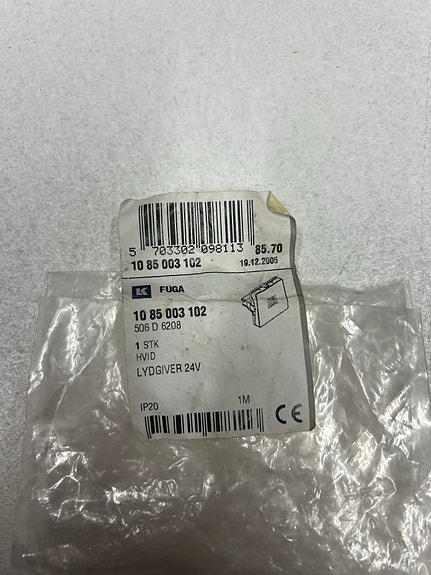 5 703302 098113 85.70
10 85 003 102 19.12.2005
LK FUGA
10 85 003 102
506 D 6208
1 STK
HVID
LYDGIVER 24V
IP20 1M
CE